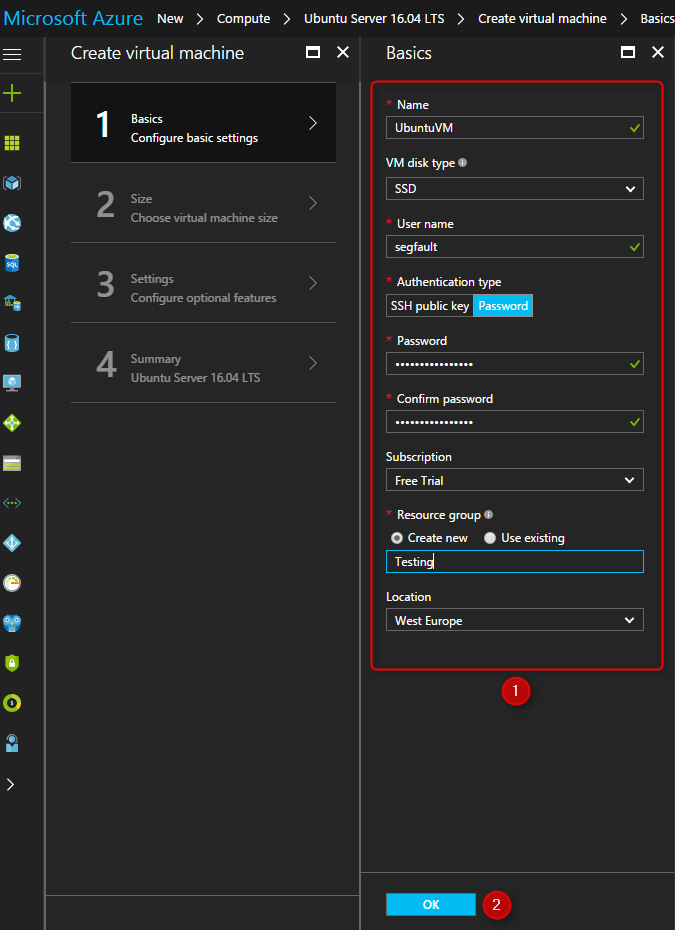 Microsoft Azure New > Compute > Ubuntu Server 16.04 LTS > Create virtual machine > Basics
Create virtual machine
1
Basics
Configure basic settings
2
Size
Choose virtual machine size
3
Settings
Configure optional features
4
Summary
Ubuntu Server 16.04 LTS
Basics
* Name
UbuntuVM
VM disk type
SSD
* User name
segfault
* Authentication type
SSH public key Password
* Password
••••••••••••••••
* Confirm password
••••••••••••••••
Subscription
Free Trial
* Resource group
Create new Use existing
Testing
Location
West Europe
1
OK 2
SQL